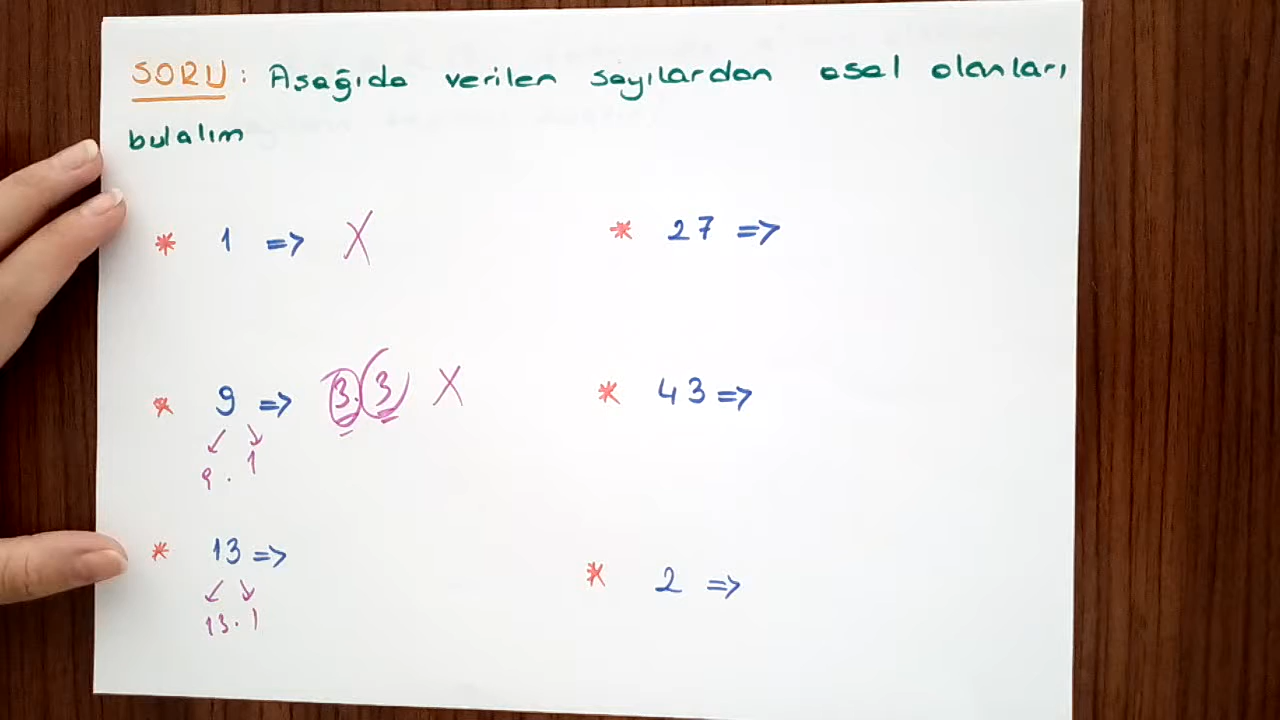 SORU: Aşağıda verilen sayılardan asal olanları
bulalım
* 1 => X
* 9 => 3.3 X
↙ ↘
9 . 1
* 13 =>
↙ ↘
13 . 1
* 27 =>
* 43 =>
* 2 =>